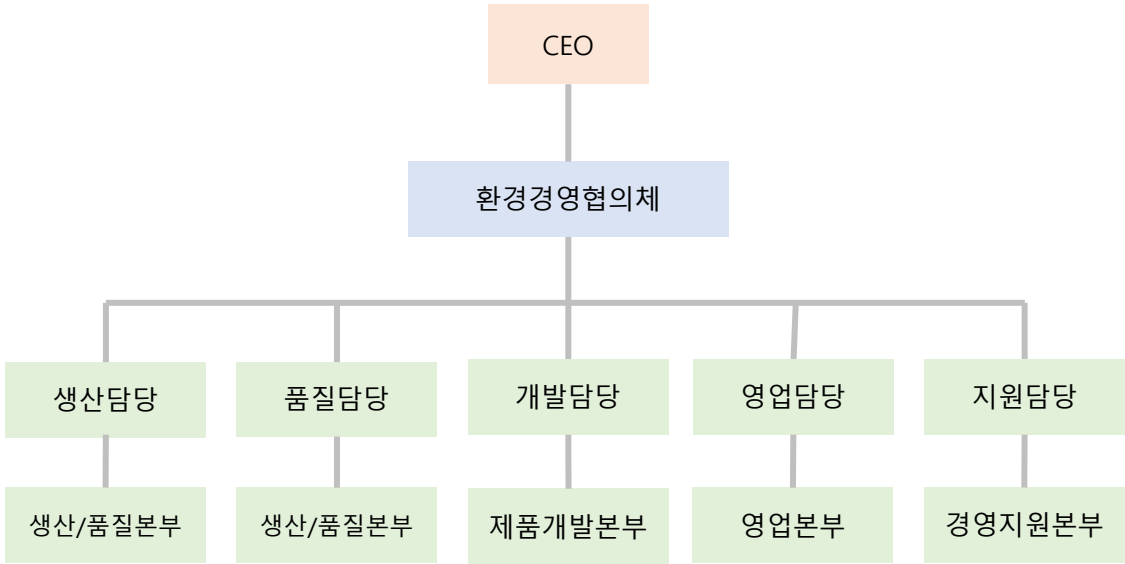 CEO
환경경영협의체
생산담당
품질담당
개발담당
영업담당
지원담당
생산/품질본부
생산/품질본부
제품개발본부
영업본부
경영지원본부